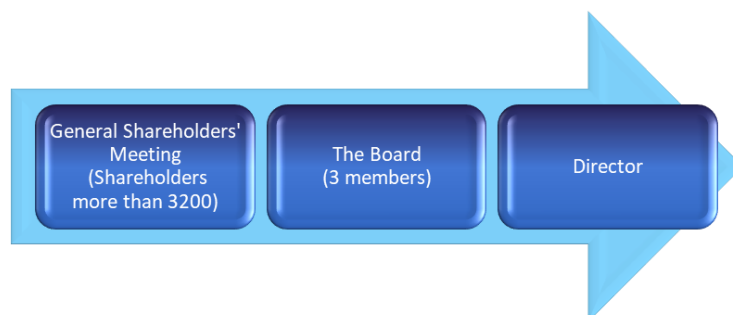 General Shareholders'
Meeting
(Shareholders
more than 3200)
The Board
(3 members)
Director